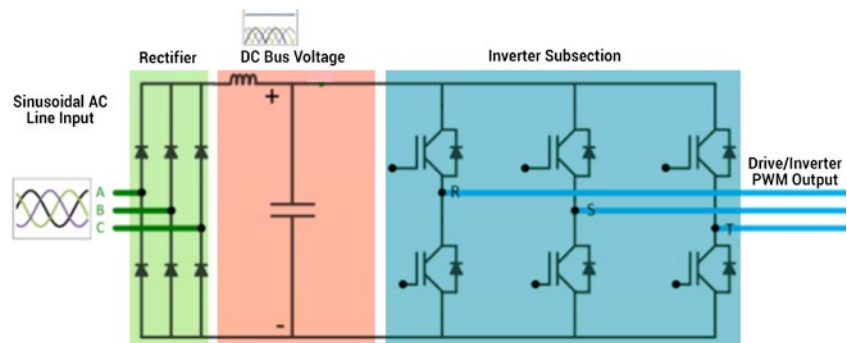 Rectifier
DC Bus Voltage
Inverter Subsection
Sinusoidal AC
Line Input
+
Drive/Inverter
PWM Output
A
B
C
R
S
T
-